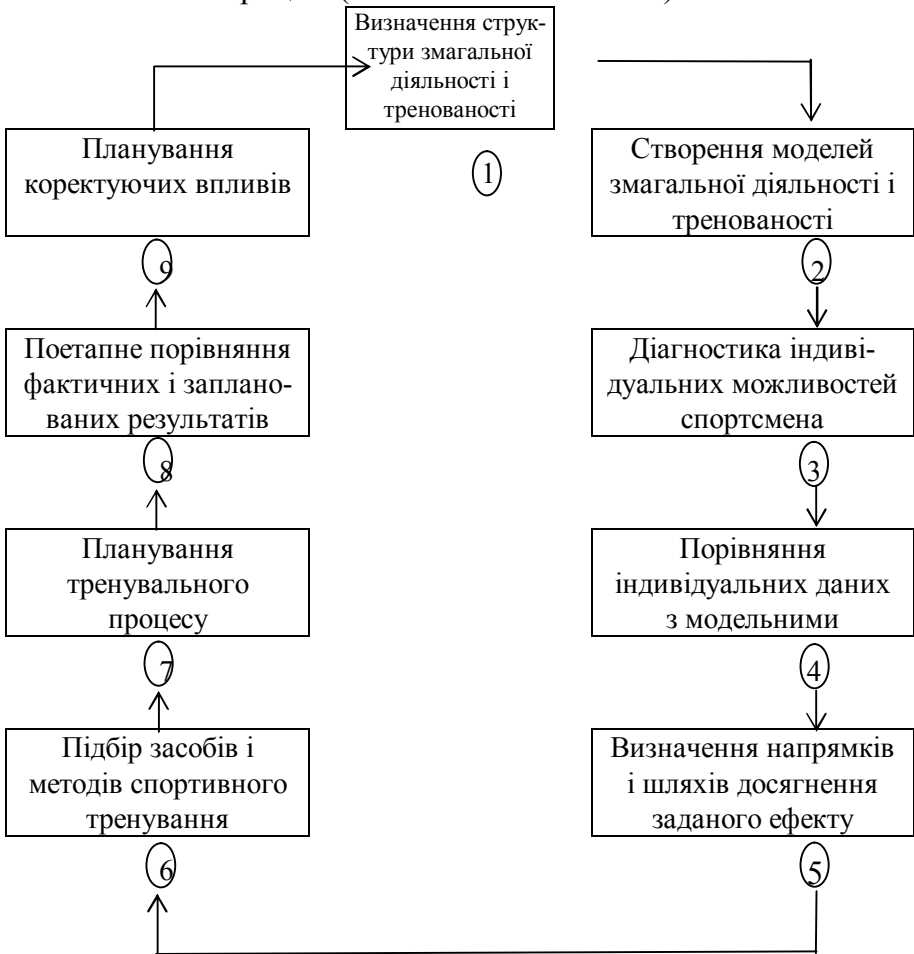 Визначення струк-
тури змагальної
діяльності і
тренованості
1
Створення моделей
змагальної діяльності і
тренованості
2
Діагностика індиві-
дуальних можливостей
спортсмена
3
Порівняння
індивідуальних даних
з модельними
4
Визначення напрямків
і шляхів досягнення
заданого ефекту
5
Підбір засобів і
методів спортивного
тренування
6
Планування
тренувального
процесу
7
Поетапне порівняння
фактичних і заплано-
ваних результатів
8
Планування
коректуючих впливів
9